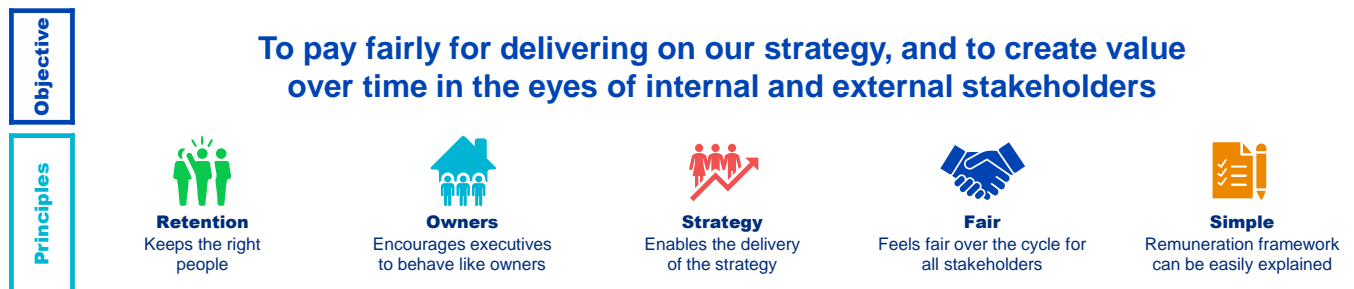 Objective
To pay fairly for delivering on our strategy, and to create value
over time in the eyes of internal and external stakeholders
Principles
Retention
Keeps the right
people
Owners
Encourages executives
to behave like owners
Strategy
Enables the delivery
of the strategy
Fair
Feels fair over the cycle for
all stakeholders
Simple
Remuneration framework
can be easily explained